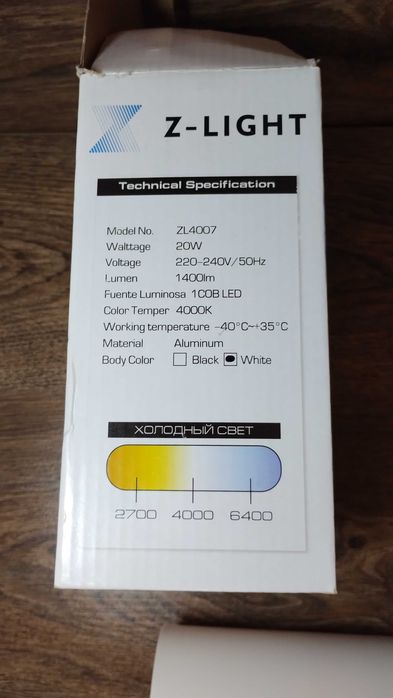 Z-LIGHT
Technical Specification
Model No. ZL4007
Walttage 20W
Voltage 220-240V/50Hz
Lumen 1400lm
Fuente Luminosa 1COB LED
Color Temper 4000K
Working temperature -40°C~+35°C
Material Aluminum
Body Color Black White
ХОЛОДНЫЙ СВЕТ
2700 4000 6400